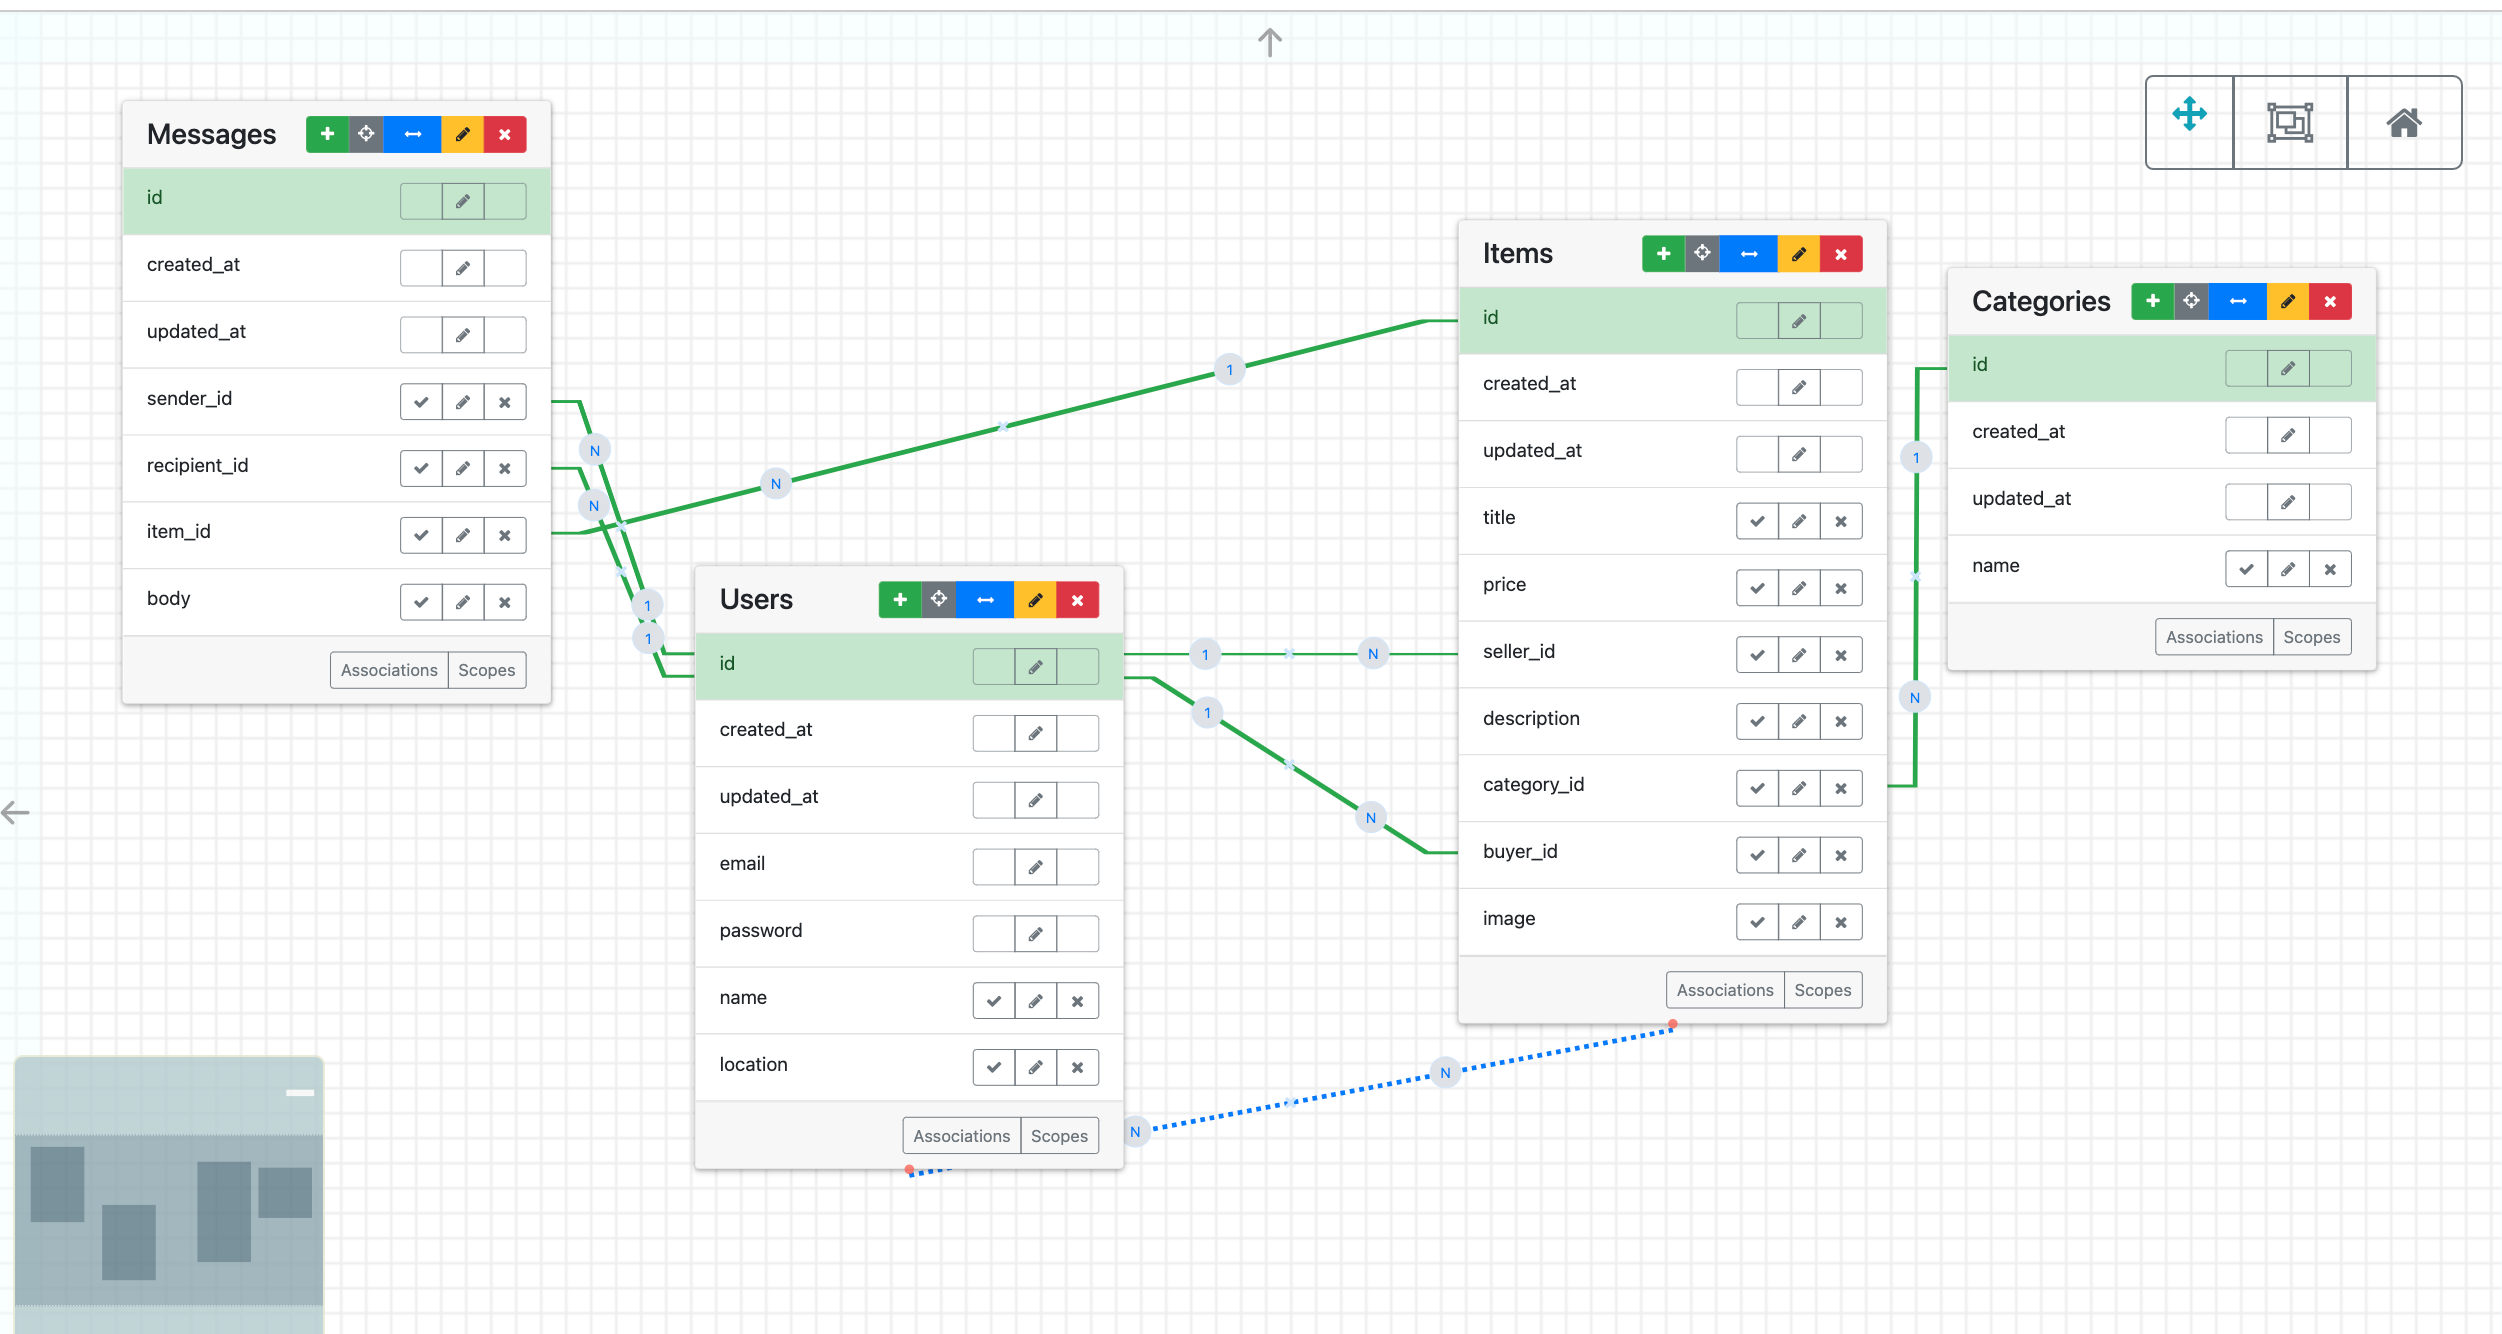 Messages
id
created_at
updated_at
sender_id
recipient_id
item_id
body
Associations Scopes
N
N
1
1
N
1
Users
id
created_at
updated_at
email
password
name
location
Associations Scopes
1
N
1
N
N
N
Items
id
created_at
updated_at
title
price
seller_id
description
category_id
buyer_id
image
Associations Scopes
1
N
Categories
id
created_at
updated_at
name
Associations Scopes